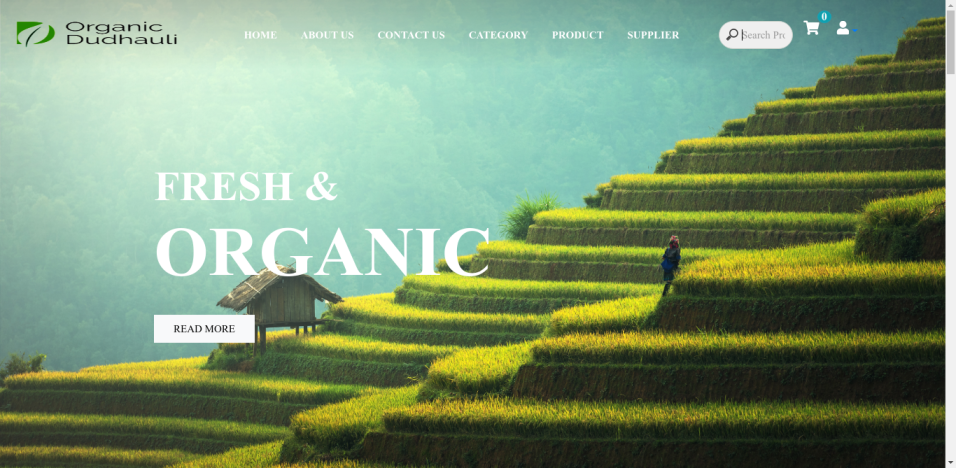 Organic
Dudhauli
HOME ABOUT US CONTACT US CATEGORY PRODUCT SUPPLIER
Search Pro
0
FRESH &
ORGANIC
READ MORE